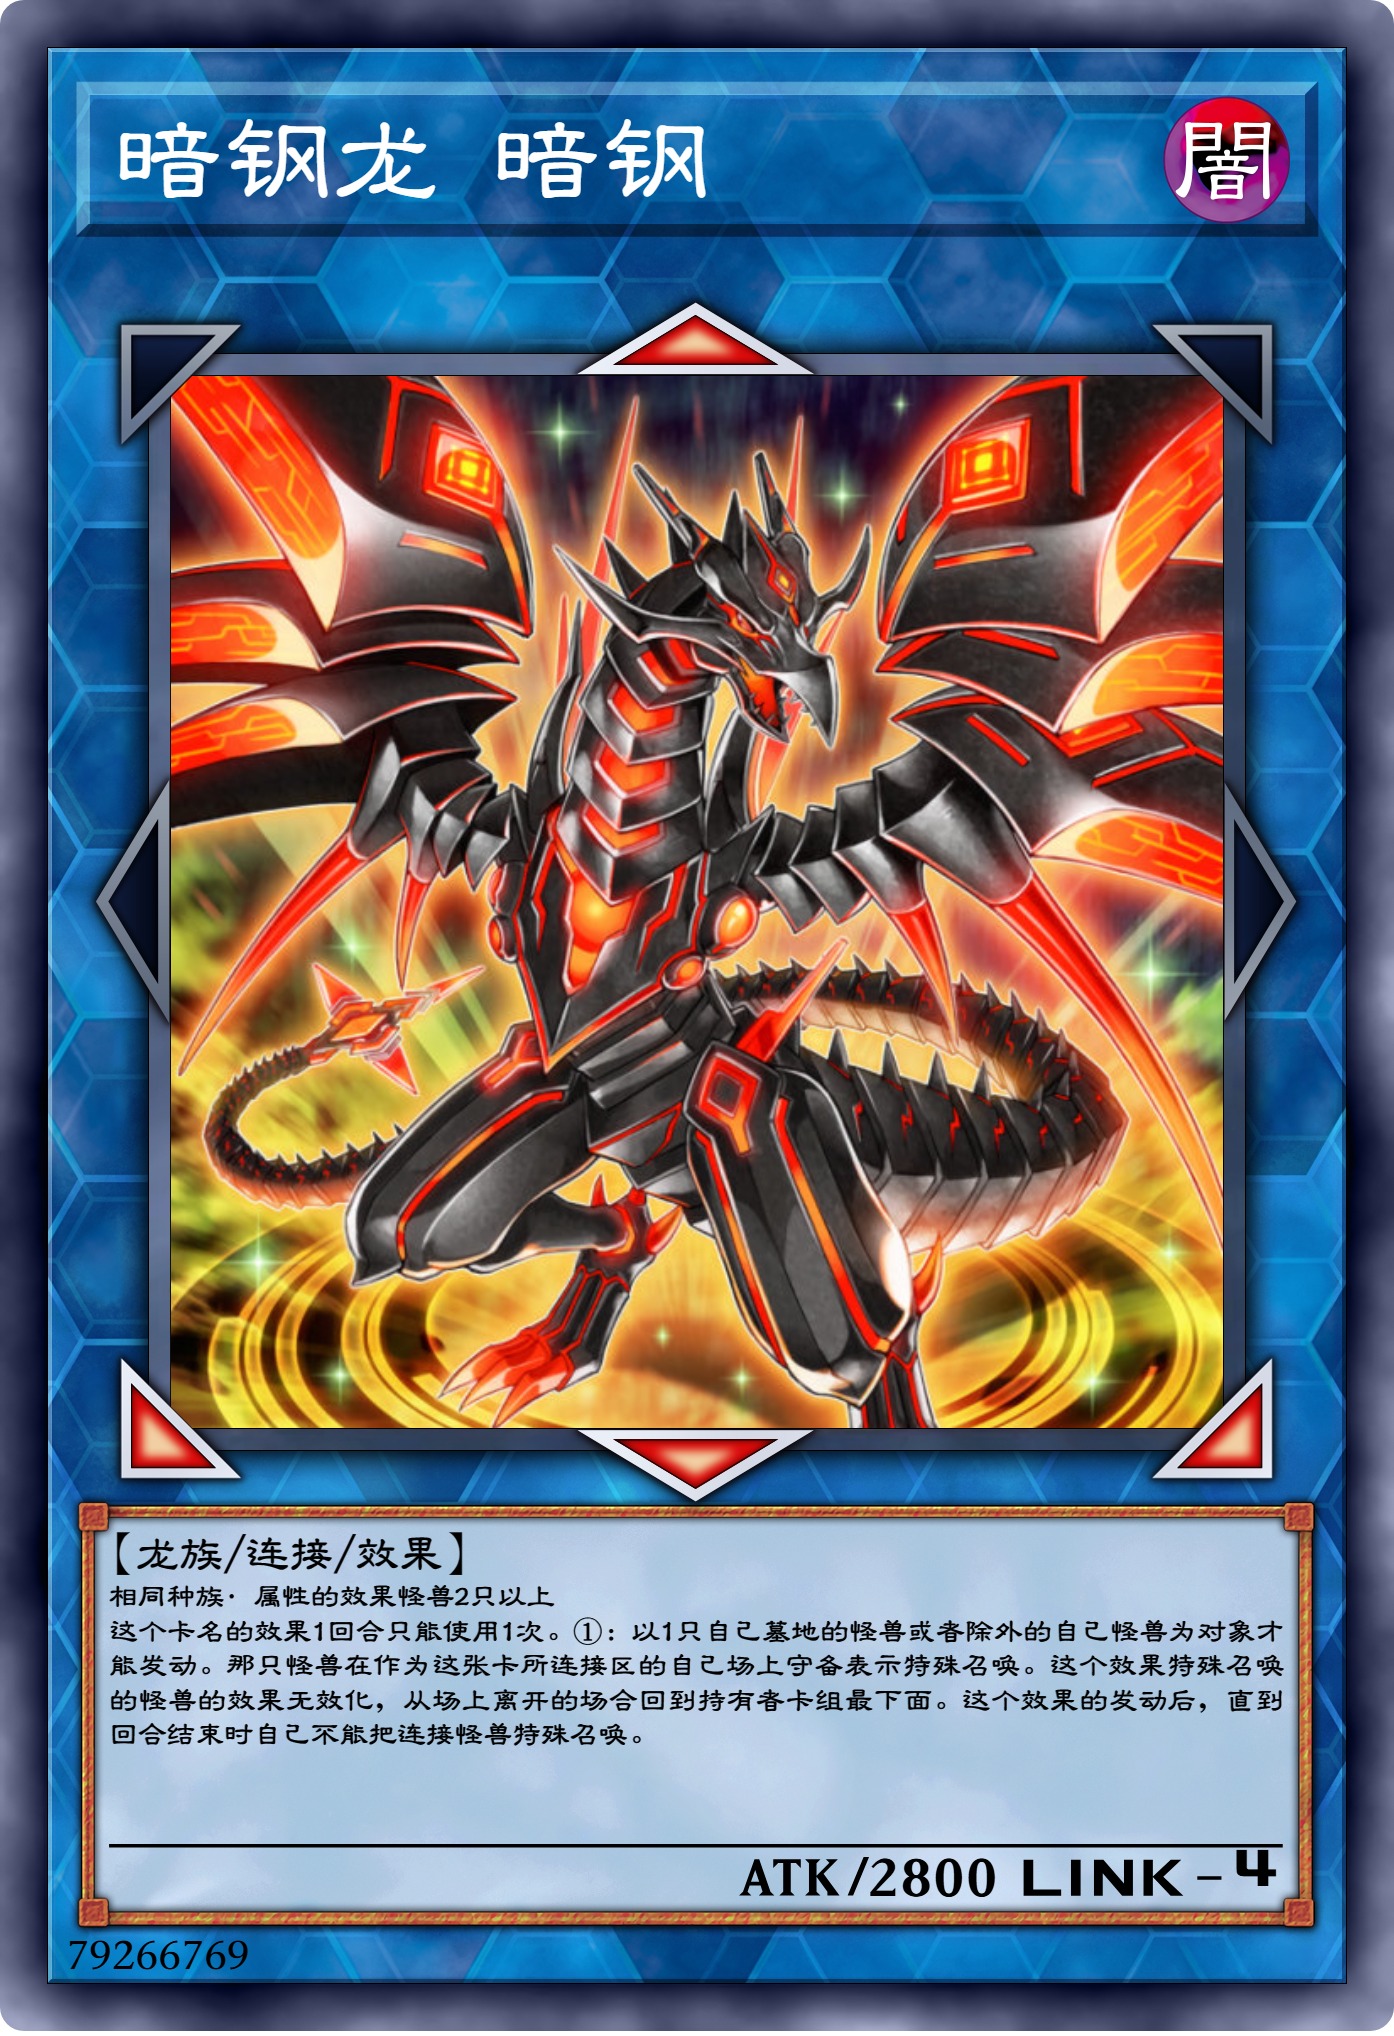 暗钢龙 暗钢
闇
【龙族/连接/效果】
相同种族·属性的效果怪兽2只以上
这个卡名的效果1回合只能使用1次。①：以1只自己墓地的怪兽或者除外的自己怪兽为对象才
能发动。那只怪兽在作为这张卡所连接区的自己场上守备表示特殊召唤。这个效果特殊召唤
的怪兽的效果无效化，从场上离开的场合回到持有者卡组最下面。这个效果的发动后，直到
回合结束时自己不能把连接怪兽特殊召唤。
ATK/2800 LINK-4
79266769